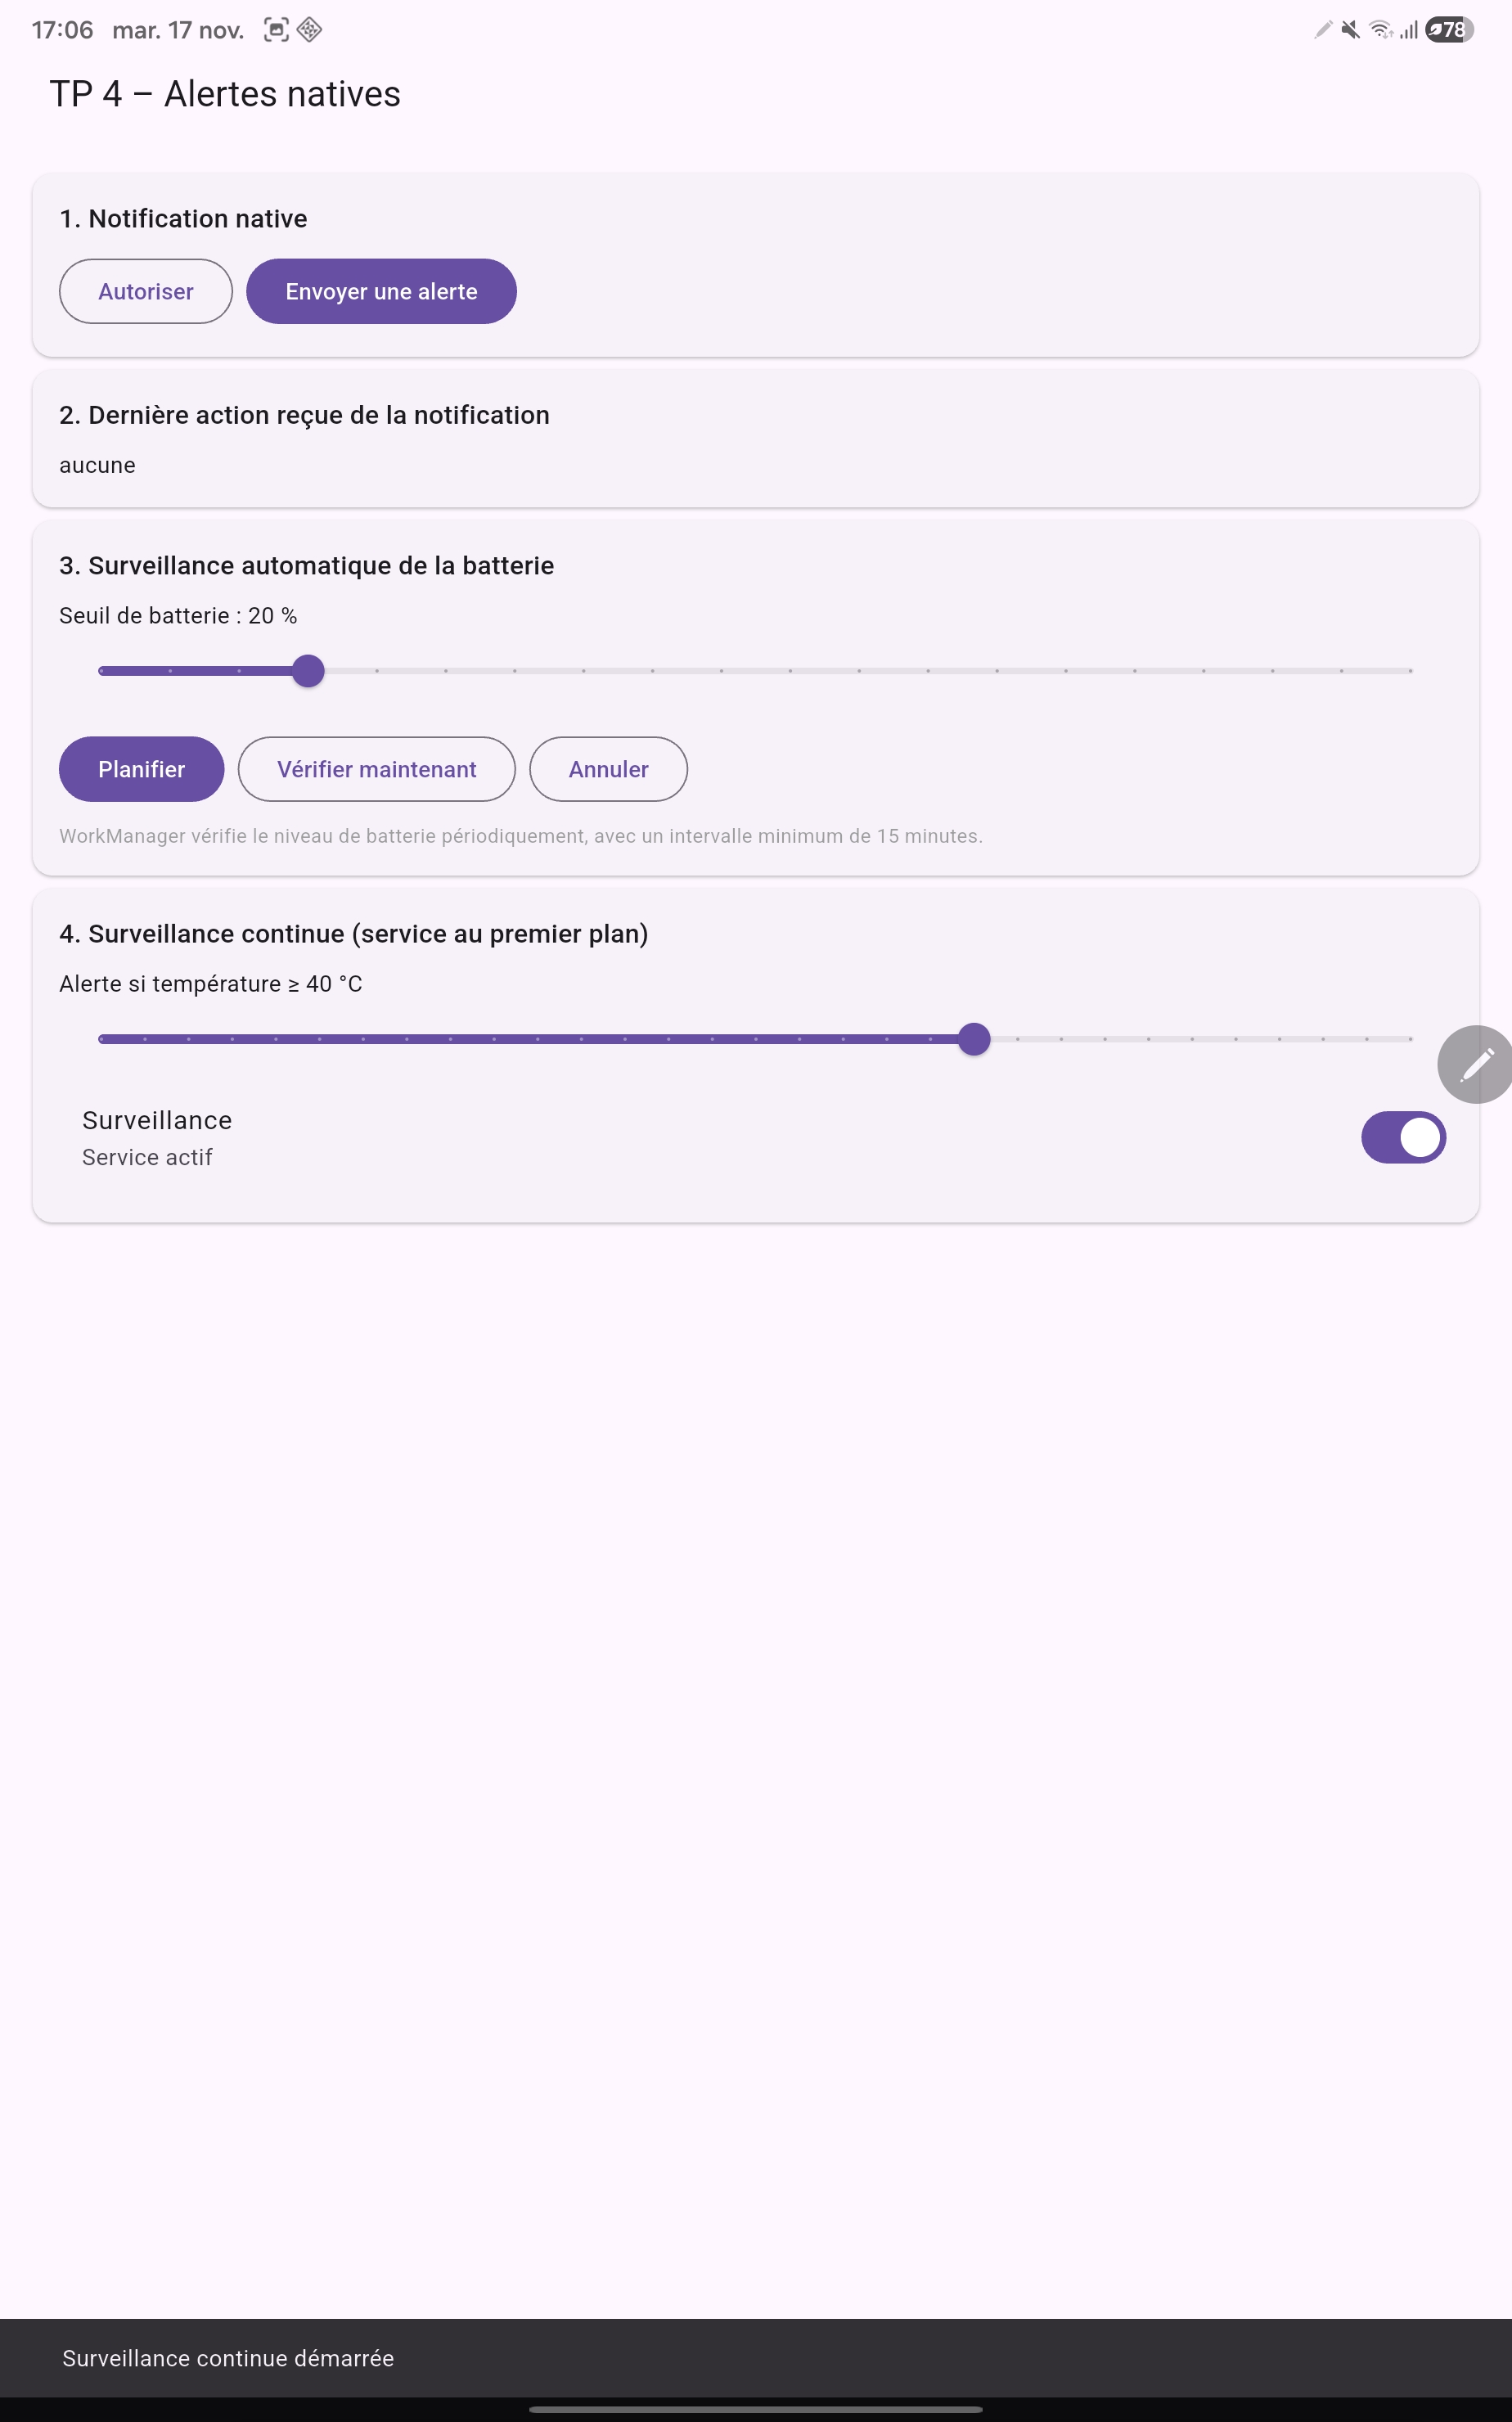 17:06 mar. 17 nov. 78
TP 4 – Alertes natives
1. Notification native
Autoriser Envoyer une alerte
2. Dernière action reçue de la notification
aucune
3. Surveillance automatique de la batterie
Seuil de batterie : 20 %
Planifier Vérifier maintenant Annuler
WorkManager vérifie le niveau de batterie périodiquement, avec un intervalle minimum de 15 minutes.
4. Surveillance continue (service au premier plan)
Alerte si température ≥ 40 °C
Surveillance
Service actif
Surveillance continue démarrée